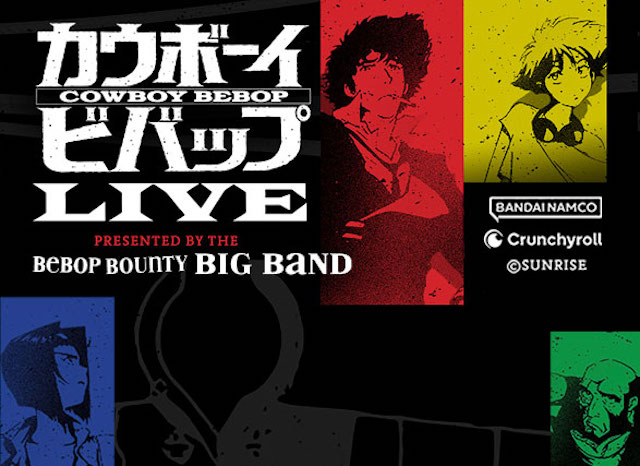 カウボーイ
COWBOY BEBOP
ビバップ
LIVE
PRESENTED BY THE
BeBOP BOUNTY BIG BaND
BANDAI NAMCO
Crunchyroll
©SUNRISE